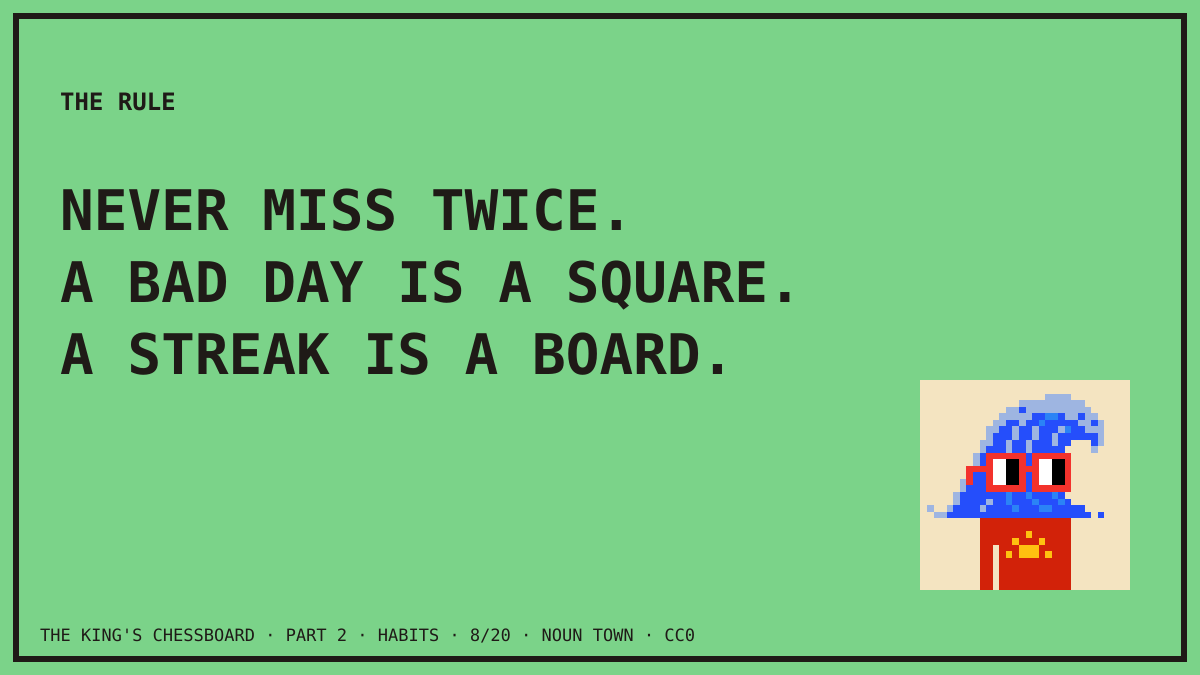 THE RULE
NEVER MISS TWICE.
A BAD DAY IS A SQUARE.
A STREAK IS A BOARD.
THE KING'S CHESSBOARD · PART 2 · HABITS · 8/20 · NOUN TOWN · CC0